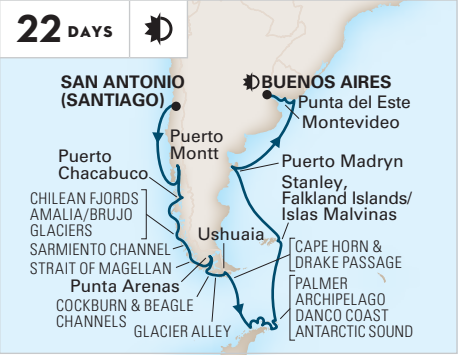 22 DAYS
SAN ANTONIO
(SANTIAGO)
BUENOS AIRES
Punta del Este
Montevideo
Puerto
Montt
Puerto
Chacabuco
Puerto Madryn
Stanley,
Falkland Islands/
Islas Malvinas
CHILEAN FJORDS
AMALIA/BRUJO
GLACIERS
Ushuaia
SARMIENTO CHANNEL
CAPE HORN &
DRAKE PASSAGE
STRAIT OF MAGELLAN
Punta Arenas
COCKBURN & BEAGLE
CHANNELS
GLACIER ALLEY
PALMER
ARCHIPELAGO
DANCO COAST
ANTARCTIC SOUND